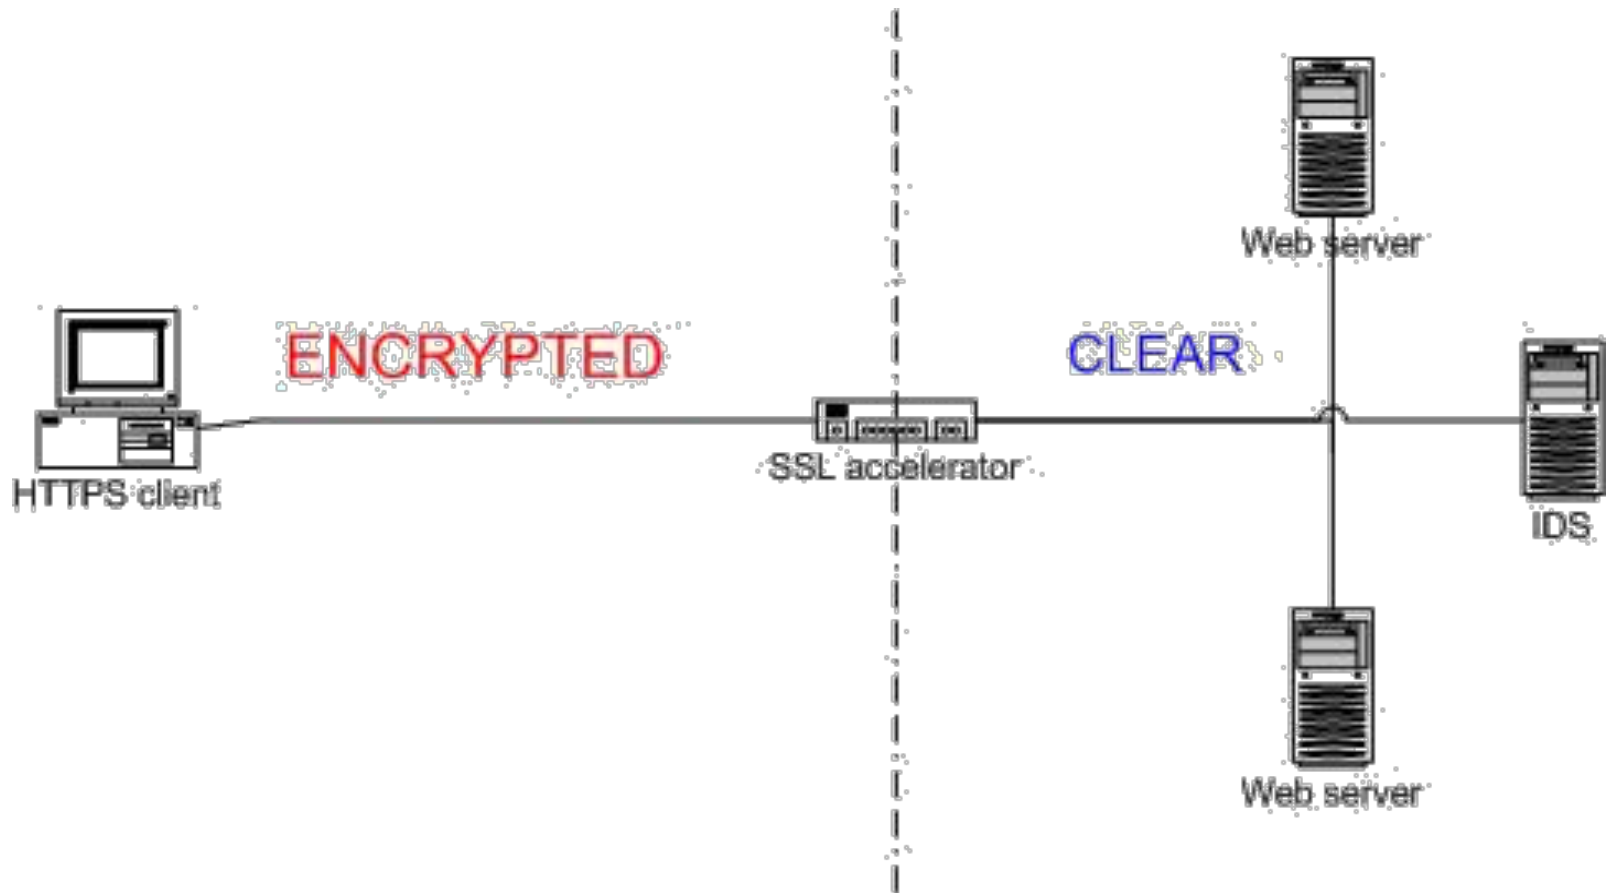 Web server
ENCRYPTED
CLEAR
SSL accelerator
HTTPS client
IDS
Web server